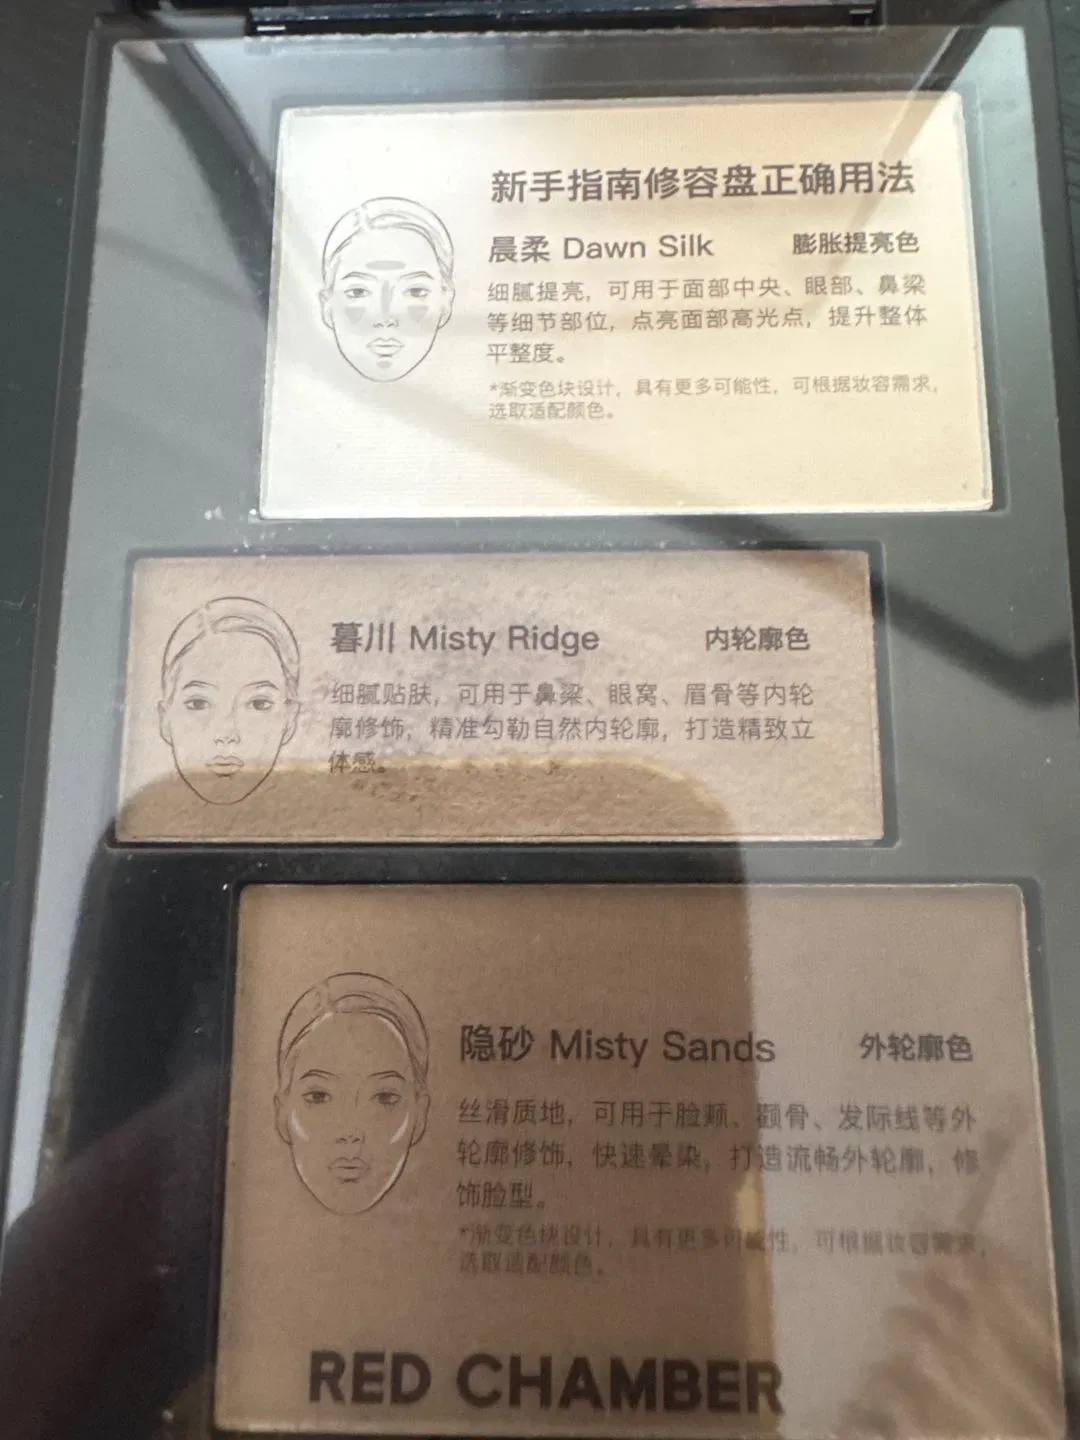 新手指南修容盘正确用法
晨柔 Dawn Silk 膨胀提亮色
细腻提亮，可用于面部中央、眼部、鼻梁
等细节部位，点亮面部高光点，提升整体
平整度。
*渐变色块设计，具有更多可能性，可根据妆容需求，
选取适配颜色。
暮川 Misty Ridge 内轮廓色
细腻贴肤，可用于鼻梁、眼窝、眉骨等内轮
廓修饰，精准勾勒自然内轮廓，打造精致立
体感。
隐砂 Misty Sands 外轮廓色
丝滑质地，可用于脸颊、颧骨、发际线等外
轮廓修饰，快速晕染，打造流畅外轮廓，修
饰脸型。
*渐变色块设计，具有更多可能性，可根据妆容需求，
选取适配颜色。
RED CHAMBER